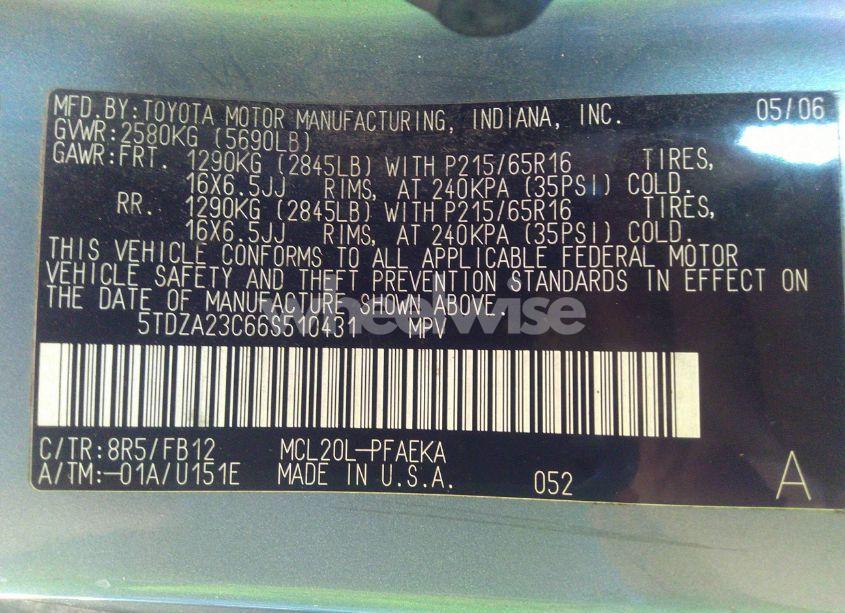 MFD.BY:TOYOTA MOTOR MANUFACTURING, INDIANA, INC. 05/06
GVWR:2580KG (5690LB)
GAWR:FRT. 1290KG (2845LB) WITH P215/65R16 TIRES,
16X6.5JJ RIMS, AT 240KPA (35PSI) COLD.
RR. 1290KG (2845LB) WITH P215/65R16 TIRES,
16X6.5JJ RIMS, AT 240KPA (35PSI) COLD.
THIS VEHICLE CONFORMS TO ALL APPLICABLE FEDERAL MOTOR
VEHICLE SAFETY AND THEFT PREVENTION STANDARDS IN EFFECT ON
THE DATE OF MANUFACTURE SHOWN ABOVE.
wheelwise
5TDZA23C66S510431 MPV
C/TR:8R5/FB12 MCL20L-PFAEKA
A/TM:-01A/U151E MADE IN U.S.A. 052 A